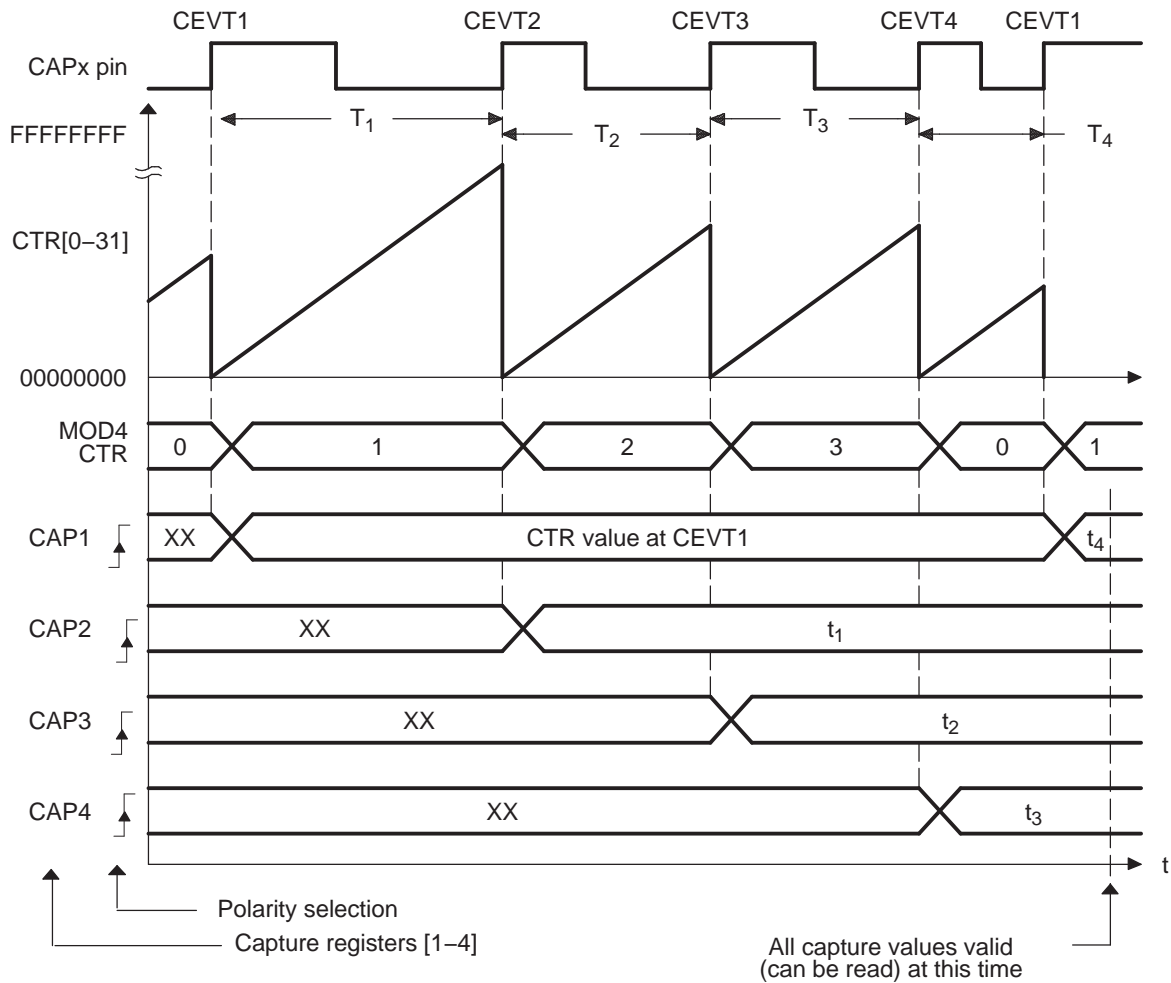 CEVT1 CEVT2 CEVT3 CEVT4 CEVT1
CAPx pin
FFFFFFFF T1 T2 T3 T4
CTR[0−31]
00000000
MOD4
CTR
0 1 2 3 0 1
CAP1 XX CTR value at CEVT1 t4
CAP2 XX t1
CAP3 XX t2
CAP4 XX t3
t
Polarity selection
Capture registers [1−4]
All capture values valid
(can be read) at this time